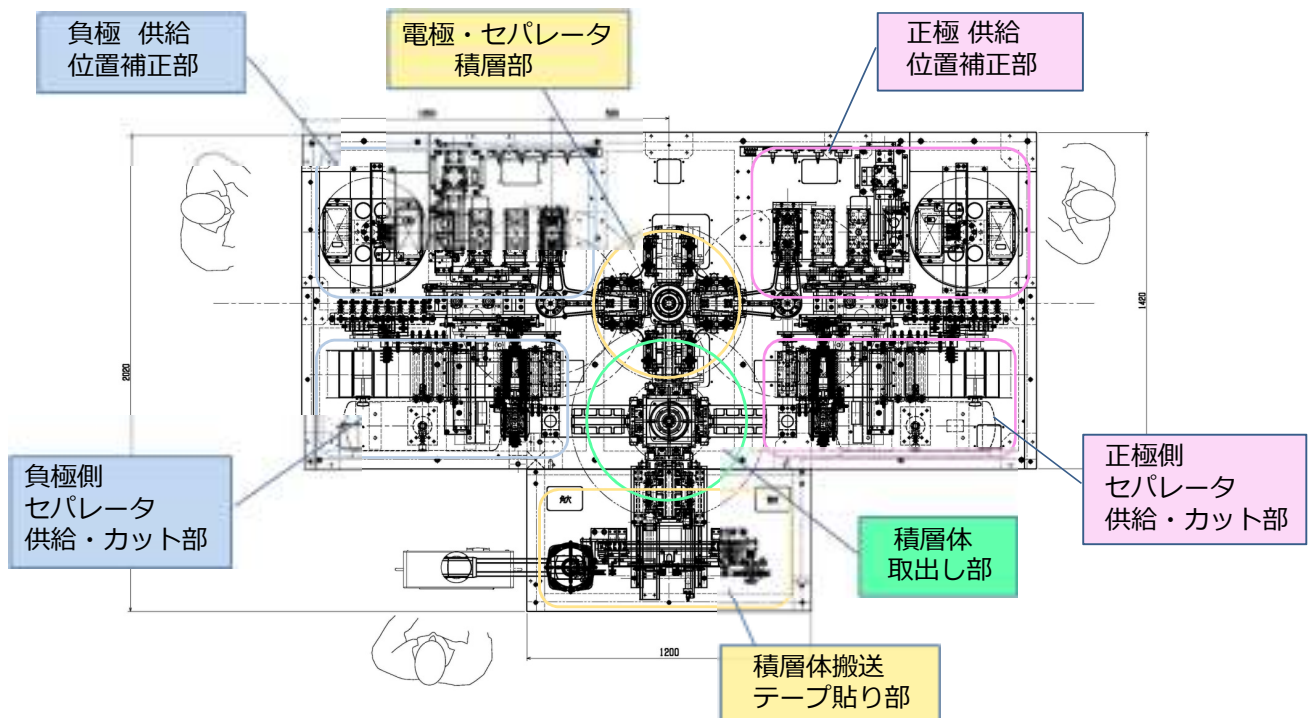 負極 供給
位置補正部
電極・セパレータ
積層部
正極 供給
位置補正部
2020
1420
負極側
セパレータ
供給・カット部
正極側
セパレータ
供給・カット部
積層体
取出し部
1200
積層体搬送
テープ貼り部